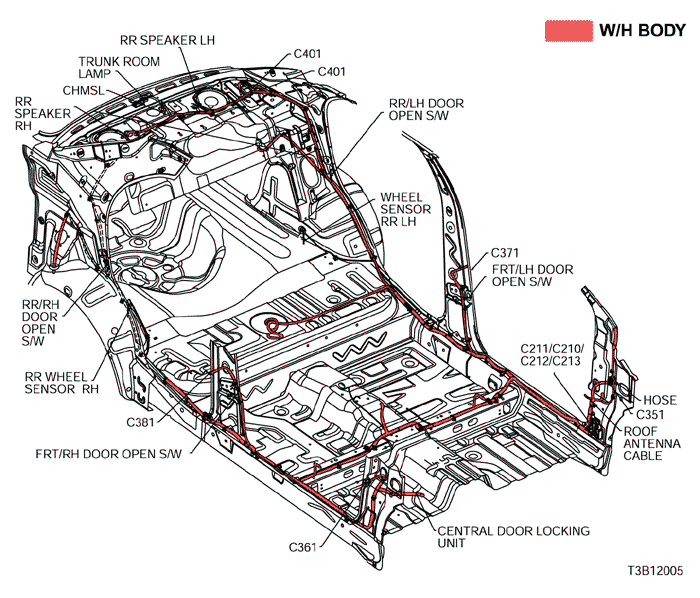 W/H BODY
RR SPEAKER LH
C401
TRUNK ROOM
LAMP
C401
CHMSL
RR
SPEAKER
RH
RR/LH DOOR
OPEN S/W
WHEEL
SENSOR
RR LH
C371
FRT/LH DOOR
OPEN S/W
RR/RH
DOOR
OPEN
S/W
C211/C210/
C212/C213
RR WHEEL
SENSOR RH
HOSE
C351
C381
ROOF
ANTENNA
CABLE
FRT/RH DOOR OPEN S/W
CENTRAL DOOR LOCKING
UNIT
C361
T3B12005